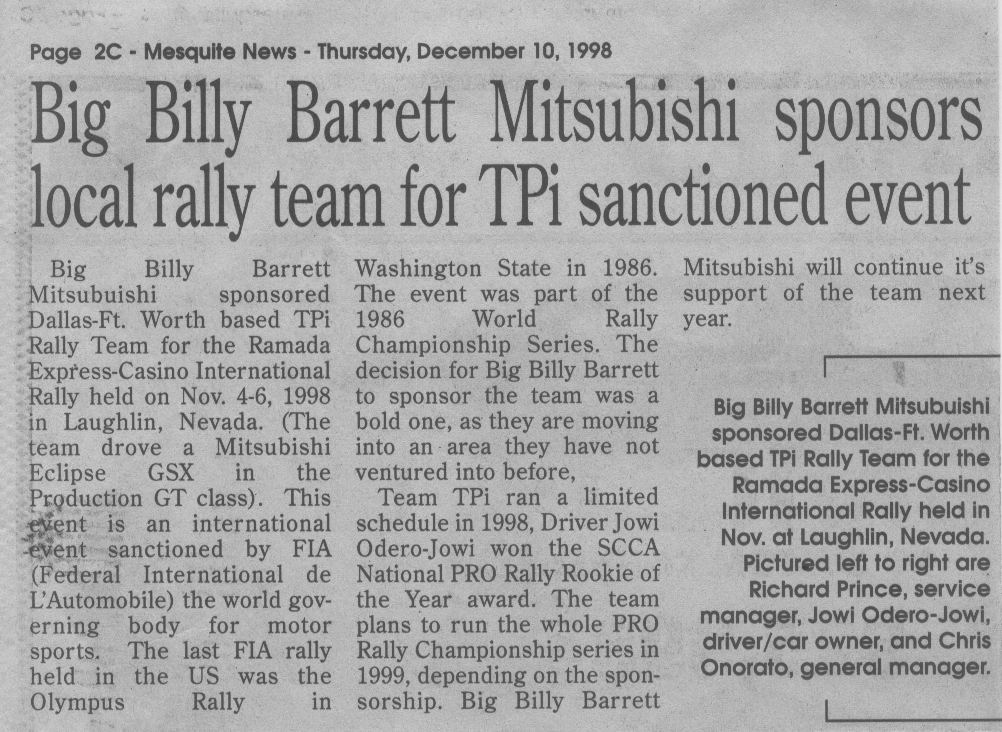 Page 2C - Mesquite News - Thursday, December 10, 1998
Big Billy Barrett Mitsubishi sponsors
local rally team for TPi sanctioned event
Big Billy Barrett
Mitsubuishi sponsored
Dallas-Ft. Worth based TPi
Rally Team for the Ramada
Express-Casino International
Rally held on Nov. 4-6, 1998
in Laughlin, Nevada. (The
team drove a Mitsubishi
Eclipse GSX in the
Production GT class). This
event is an international
event sanctioned by FIA
(Federal International de
L'Automobile) the world gov-
erning body for motor
sports. The last FIA rally
held in the US was the
Olympus Rally in
Washington State in 1986.
The event was part of the
1986 World Rally
Championship Series. The
decision for Big Billy Barrett
to sponsor the team was a
bold one, as they are moving
into an area they have not
ventured into before,
Team TPi ran a limited
schedule in 1998, Driver Jowi
Odero-Jowi won the SCCA
National PRO Rally Rookie of
the Year award. The team
plans to run the whole PRO
Rally Championship series in
1999, depending on the spon-
sorship. Big Billy Barrett
Mitsubishi will continue it's
support of the team next
year.
Big Billy Barrett Mitsubuishi
sponsored Dallas-Ft. Worth
based TPi Rally Team for the
Ramada Express-Casino
International Rally held in
Nov. at Laughlin, Nevada.
Pictured left to right are
Richard Prince, service
manager, Jowi Odero-Jowi,
driver/car owner, and Chris
Onorato, general manager.